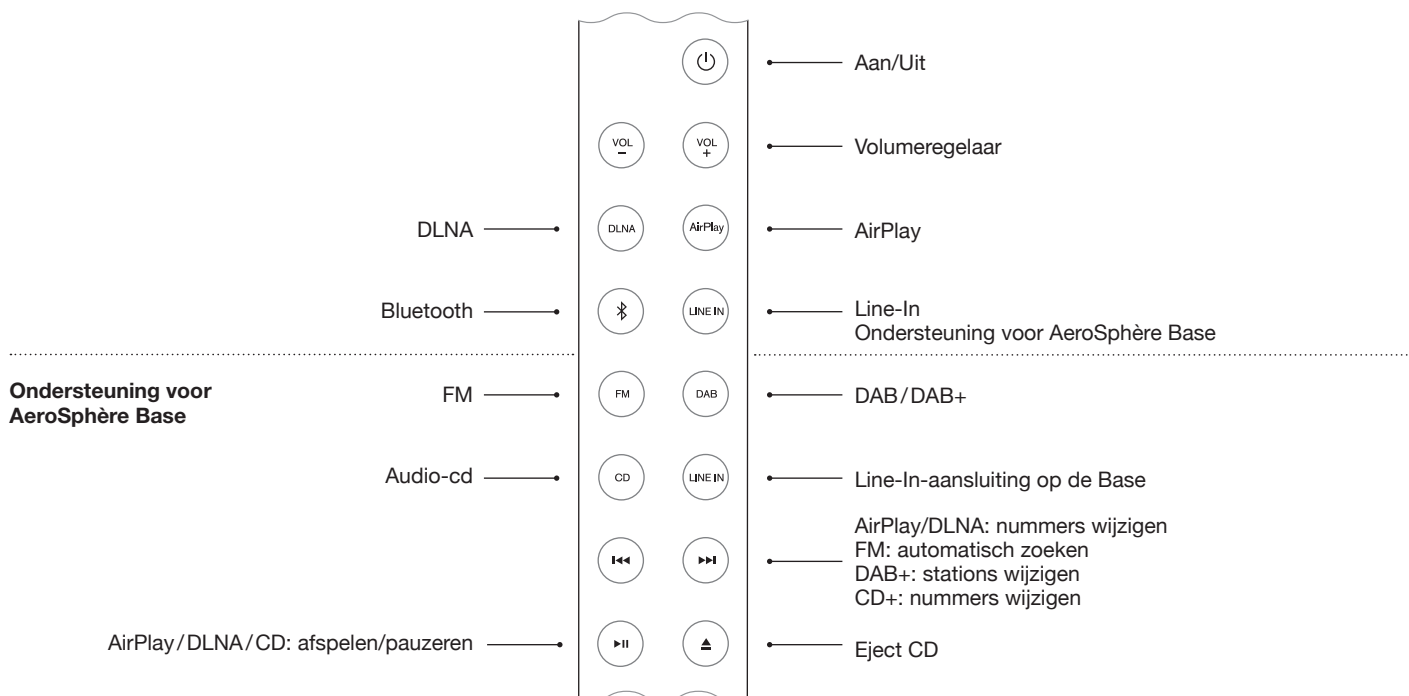 Aan/Uit
VOL
–
VOL
+
Volumeregelaar
DLNA
DLNA
AirPlay
AirPlay
Bluetooth
LINE IN
Line-In
Ondersteuning voor AeroSphère Base
Ondersteuning voor
AeroSphère Base
FM
FM
DAB
DAB/DAB+
Audio-cd
CD
LINE IN
Line-In-aansluiting op de Base
AirPlay/DLNA: nummers wijzigen
FM: automatisch zoeken
DAB+: stations wijzigen
CD+: nummers wijzigen
AirPlay/DLNA/CD: afspelen/pauzeren
Eject CD